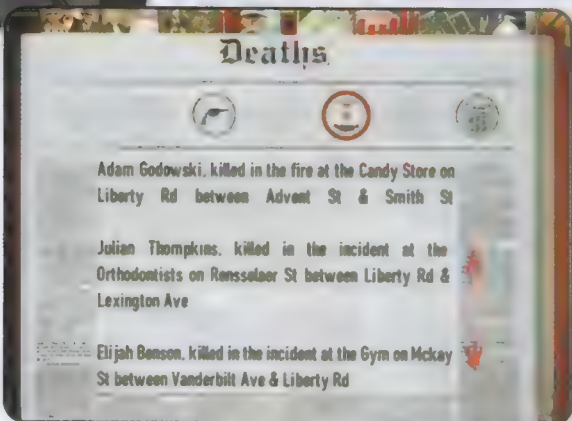 Deaths
Adam Godowski, killed in the fire at the Candy Store on
Liberty Rd between Advent St & Smith St
Julian Thompkins, killed in the incident at the
Orthodontists on Rensselaer St between Liberty Rd &
Lexington Ave
Elijah Benson, killed in the incident at the Gym on Mckay
St between Vanderbilt Ave & Liberty Rd